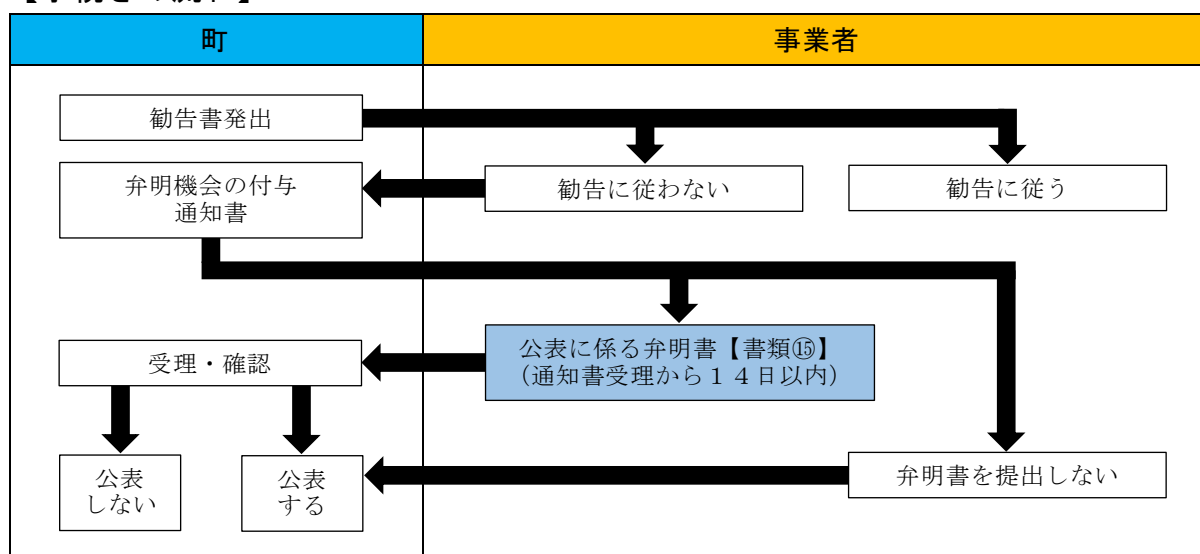 町
事業者
勧告書発出
弁明機会の付与
通知書
勧告に従わない
勧告に従う
公表に係る弁明書【書類⑮】
（通知書受理から１４日以内）
受理・確認
公表
しない
公表
する
弁明書を提出しない